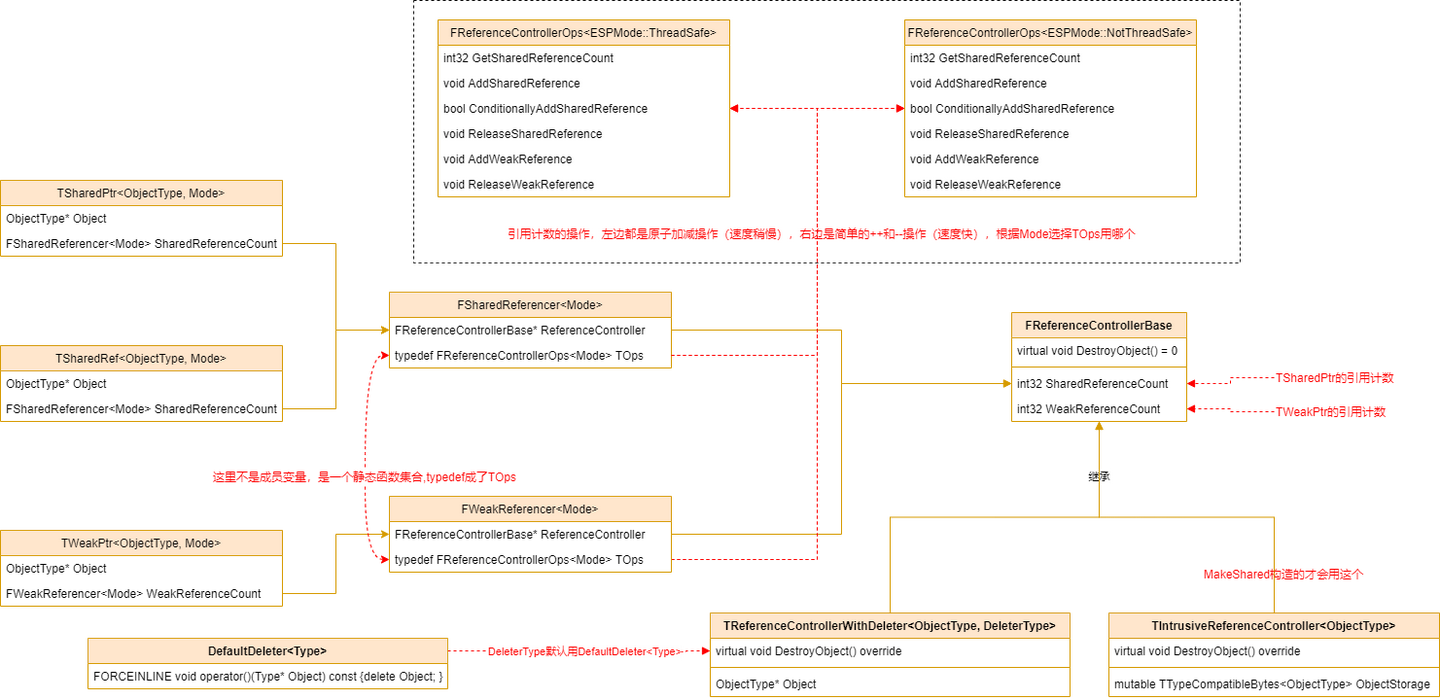 FReferenceControllerOps<ESPMode::ThreadSafe>
int32 GetSharedReferenceCount
void AddSharedReference
bool ConditionallyAddSharedReference
void ReleaseSharedReference
void AddWeakReference
void ReleaseWeakReference
FReferenceControllerOps<ESPMode::NotThreadSafe>
int32 GetSharedReferenceCount
void AddSharedReference
bool ConditionallyAddSharedReference
void ReleaseSharedReference
void AddWeakReference
void ReleaseWeakReference
引用计数的操作，左边都是原子加减操作（速度稍慢），右边是简单的++和--操作（速度快），根据Mode选择TOps用哪个
TSharedPtr<ObjectType, Mode>
ObjectType* Object
FSharedReferencer<Mode> SharedReferenceCount
TSharedRef<ObjectType, Mode>
ObjectType* Object
FSharedReferencer<Mode> SharedReferenceCount
FSharedReferencer<Mode>
FReferenceControllerBase* ReferenceController
typedef FReferenceControllerOps<Mode> TOps
FReferenceControllerBase
virtual void DestroyObject() = 0
int32 SharedReferenceCount
int32 WeakReferenceCount
TSharedPtr的引用计数
TWeakPtr的引用计数
这里不是成员变量，是一个静态函数集合,typedef成了TOps
继承
FWeakReferencer<Mode>
FReferenceControllerBase* ReferenceController
typedef FReferenceControllerOps<Mode> TOps
TWeakPtr<ObjectType, Mode>
ObjectType* Object
FWeakReferencer<Mode> WeakReferenceCount
MakeShared构造的才会用这个
DefaultDeleter<Type>
FORCEINLINE void operator()(Type* Object) const {delete Object; }
DeleterType默认用DefaultDeleter<Type>
TReferenceControllerWithDeleter<ObjectType, DeleterType>
virtual void DestroyObject() override
ObjectType* Object
TIntrusiveReferenceController<ObjectType>
virtual void DestroyObject() override
mutable TTypeCompatibleBytes<ObjectType> ObjectStorage